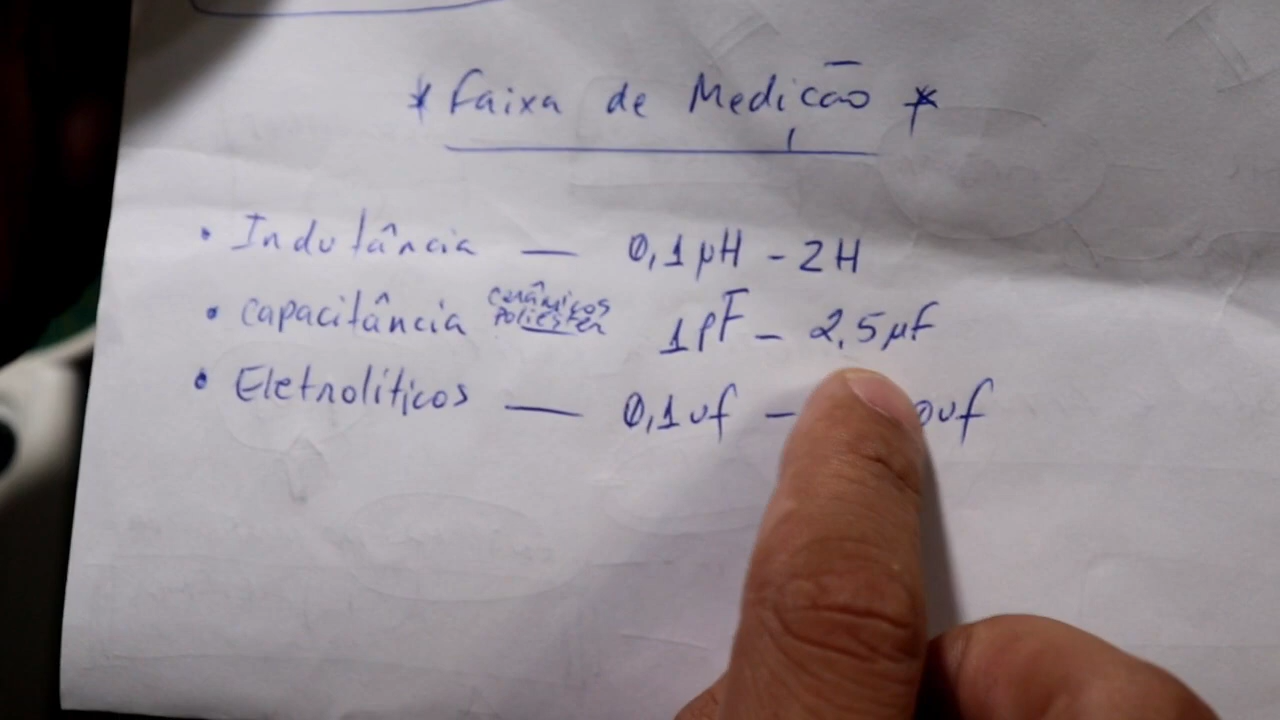 * Faixa de Medição *
• Indutância — 0,1µH - 2H
• Capacitância cerâmicos poliéster 1pF - 2,5µf
• Eletrolíticos — 0,1uf -